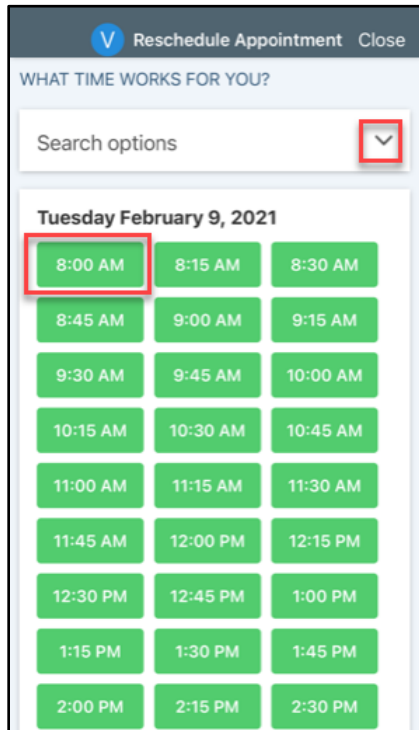 V Reschedule Appointment Close
WHAT TIME WORKS FOR YOU?
Search options
Tuesday February 9, 2021
8:00 AM 8:15 AM 8:30 AM
8:45 AM 9:00 AM 9:15 AM
9:30 AM 9:45 AM 10:00 AM
10:15 AM 10:30 AM 10:45 AM
11:00 AM 11:15 AM 11:30 AM
11:45 AM 12:00 PM 12:15 PM
12:30 PM 12:45 PM 1:00 PM
1:15 PM 1:30 PM 1:45 PM
2:00 PM 2:15 PM 2:30 PM